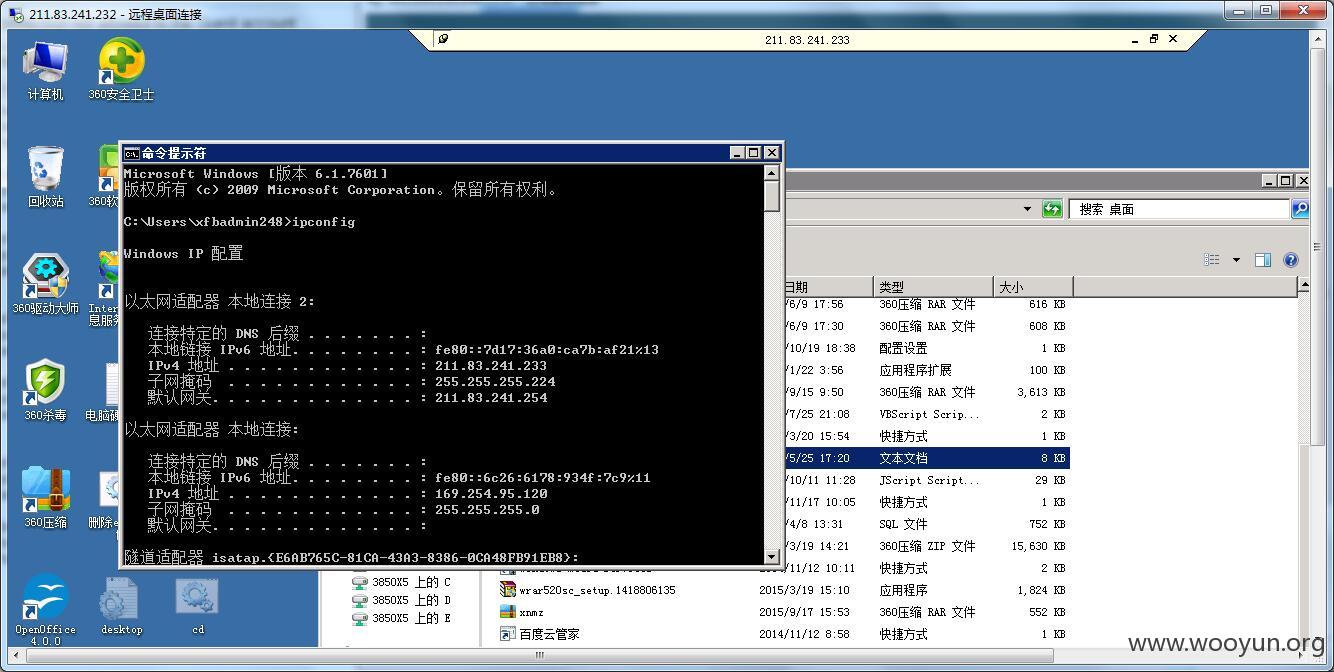 211.83.241.232 - 远程桌面连接
211.83.241.233
计算机
360安全卫士
回收站
360软
360驱动大师
Inter
息服务
360杀毒
电脑硬
360压缩
删除e
OpenOffice
4.0.0
desktop
cd
命令提示符
Microsoft Windows [版本 6.1.7601]
版权所有 (c) 2009 Microsoft Corporation。保留所有权利。
C:\Users\xfbadmin248>ipconfig
Windows IP 配置
以太网适配器 本地连接 2:
连接特定的 DNS 后缀 . . . . . . . :
本地链接 IPv6 地址. . . . . . . . : fe80::7d17:36a0:ca7b:af21%13
IPv4 地址 . . . . . . . . . . . . : 211.83.241.233
子网掩码 . . . . . . . . . . . . : 255.255.255.224
默认网关. . . . . . . . . . . . . : 211.83.241.254
以太网适配器 本地连接:
连接特定的 DNS 后缀 . . . . . . . :
本地链接 IPv6 地址. . . . . . . . : fe80::6c26:6178:934f:7c9%11
IPv4 地址 . . . . . . . . . . . . : 169.254.95.120
子网掩码 . . . . . . . . . . . . : 255.255.255.0
默认网关. . . . . . . . . . . . . :
隧道适配器 isatap.{E6AB765C-81CA-43A3-8386-0CA48FB91EB8}:
搜索 桌面
日期 类型 大小
/6/9 17:56 360压缩 RAR 文件 616 KB
/6/9 17:30 360压缩 RAR 文件 608 KB
/10/19 18:38 配置设置 1 KB
/1/22 3:56 应用程序扩展 100 KB
/9/15 9:50 360压缩 RAR 文件 3,613 KB
/7/25 21:08 VBScript Scrip... 2 KB
/3/20 15:54 快捷方式 1 KB
/5/25 17:20 文本文档 8 KB
/10/11 11:28 JScript Script... 29 KB
/11/17 10:05 快捷方式 1 KB
/4/8 13:31 SQL 文件 752 KB
/3/19 14:21 360压缩 ZIP 文件 15,630 KB
/11/12 10:11 快捷方式 2 KB
wrar520sc_setup.1418806135 2015/3/19 15:10 应用程序 1,824 KB
xnmz 2015/9/17 15:53 360压缩 RAR 文件 552 KB
百度云管家 2014/11/12 8:58 快捷方式 1 KB
3850X5 上的 C
3850X5 上的 D
3850X5 上的 E
www.wooyun.org